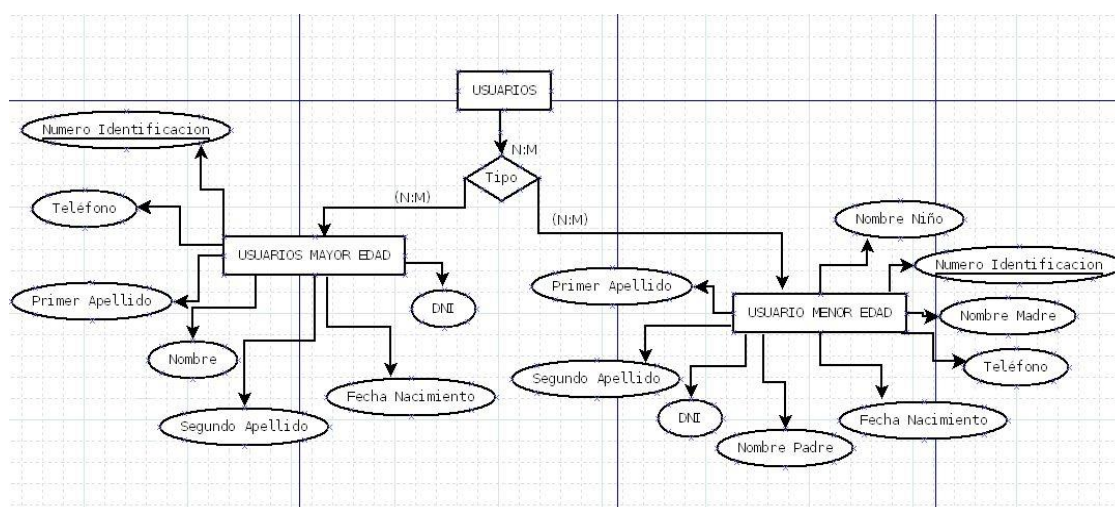 USUARIOS
N:M
Tipo
(N:M)
(N:M)
Numero Identificacion
Teléfono
USUARIOS MAYOR EDAD
Primer Apellido
Nombre
Segundo Apellido
Fecha Nacimiento
DNI
Nombre Niño
Numero Identificacion
Primer Apellido
USUARIO MENOR EDAD
Nombre Madre
Teléfono
Segundo Apellido
DNI
Nombre Padre
Fecha Nacimiento